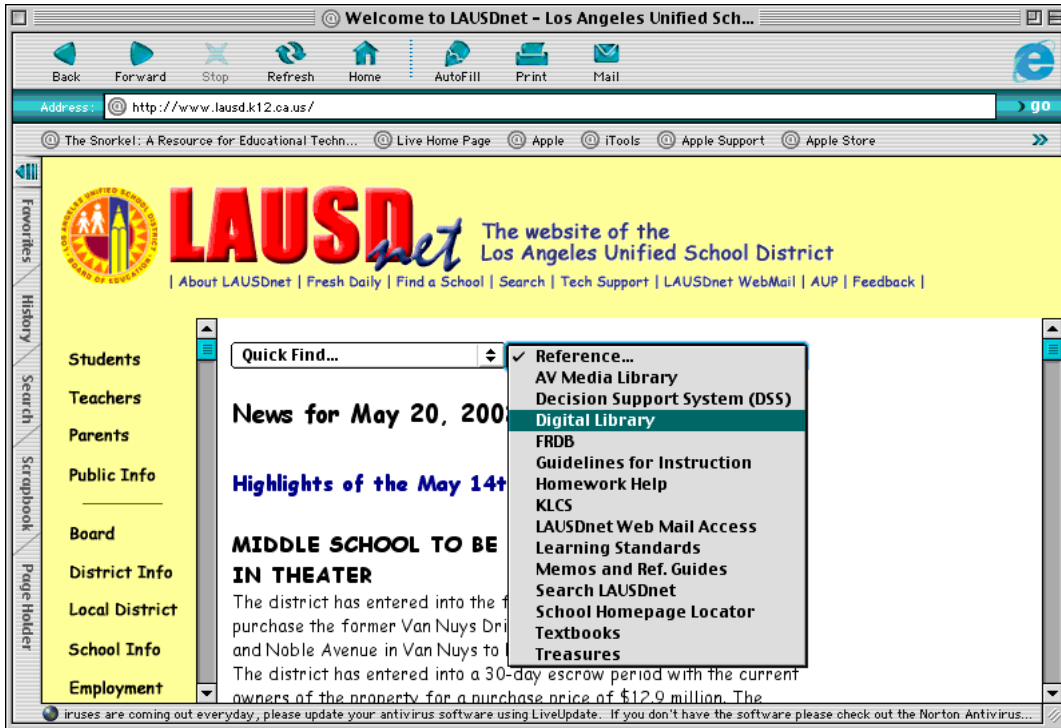 Welcome to LAUSDnet - Los Angeles Unified Sch...
Back Forward Stop Refresh Home AutoFill Print Mail
Address: http://www.lausd.k12.ca.us/ go
The Snorkel: A Resource for Educational Techn... Live Home Page Apple iTools Apple Support Apple Store
Favorites
History
Search
Scrapbook
Page Holder
LOS ANGELES UNIFIED SCHOOL DISTRICT
BOARD OF EDUCATION
LAUSDnet
The website of the
Los Angeles Unified School District
| About LAUSDnet | Fresh Daily | Find a School | Search | Tech Support | LAUSDnet WebMail | AUP | Feedback |
Students
Teachers
Parents
Public Info
Board
District Info
Local District
School Info
Employment
Quick Find...
✓ Reference...
AV Media Library
Decision Support System (DSS)
Digital Library
FRDB
Guidelines for Instruction
Homework Help
KLCS
LAUSDnet Web Mail Access
Learning Standards
Memos and Ref. Guides
Search LAUSDnet
School Homepage Locator
Textbooks
Treasures
News for May 20, 200
Highlights of the May 14t
MIDDLE SCHOOL TO BE
IN THEATER
The district has entered into the
purchase the former Van Nuys Dri
and Noble Avenue in Van Nuys to
The district has entered into a 30-day escrow period with the current
owners of the property for a purchase price of $12.9 million. The
iruses are coming out everyday, please update your antivirus software using LiveUpdate. If you don't have the software please check out the Norton Antivirus...